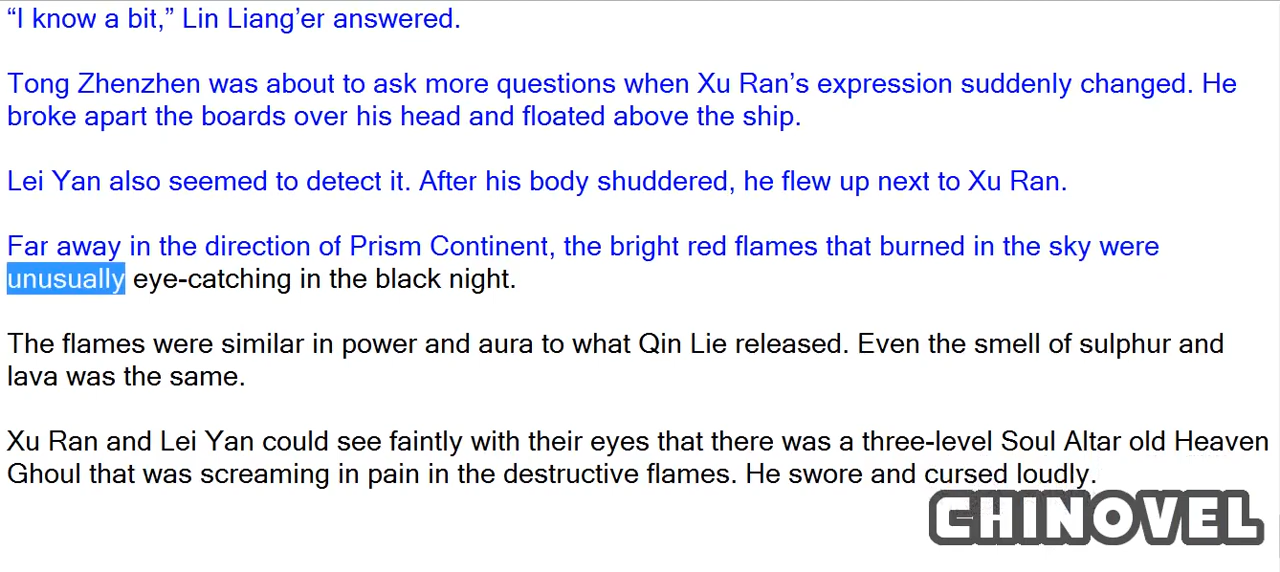 “I know a bit,” Lin Liang’er answered.
Tong Zhenzhen was about to ask more questions when Xu Ran’s expression suddenly changed. He
broke apart the boards over his head and floated above the ship.
Lei Yan also seemed to detect it. After his body shuddered, he flew up next to Xu Ran.
Far away in the direction of Prism Continent, the bright red flames that burned in the sky were
unusually eye-catching in the black night.
The flames were similar in power and aura to what Qin Lie released. Even the smell of sulphur and
lava was the same.
Xu Ran and Lei Yan could see faintly with their eyes that there was a three-level Soul Altar old Heaven
Ghoul that was screaming in pain in the destructive flames. He swore and cursed loudly.
CHINOVEL